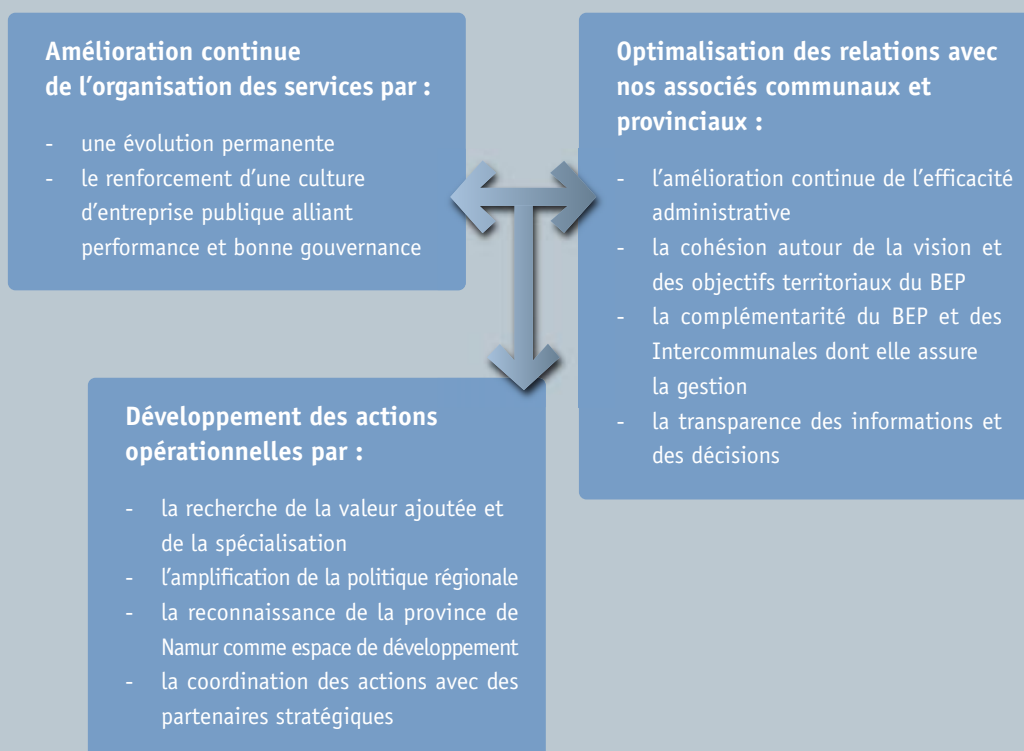 Amélioration continue
de l’organisation des services par :
- une évolution permanente
- le renforcement d’une culture
d’entreprise publique alliant
performance et bonne gouvernance
Optimalisation des relations avec
nos associés communaux et
provinciaux :
- l’amélioration continue de l’efficacité
administrative
- la cohésion autour de la vision et
des objectifs territoriaux du BEP
- la complémentarité du BEP et des
Intercommunales dont elle assure
la gestion
- la transparence des informations et
des décisions
Développement des actions
opérationnelles par :
- la recherche de la valeur ajoutée et
de la spécialisation
- l’amplification de la politique régionale
- la reconnaissance de la province de
Namur comme espace de développement
- la coordination des actions avec des
partenaires stratégiques